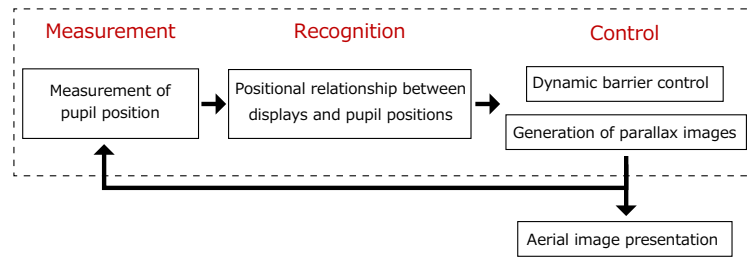 Measurement
Recognition
Control
Measurement of
pupil position
Positional relationship between
displays and pupil positions
Dynamic barrier control
Generation of parallax images
Aerial image presentation